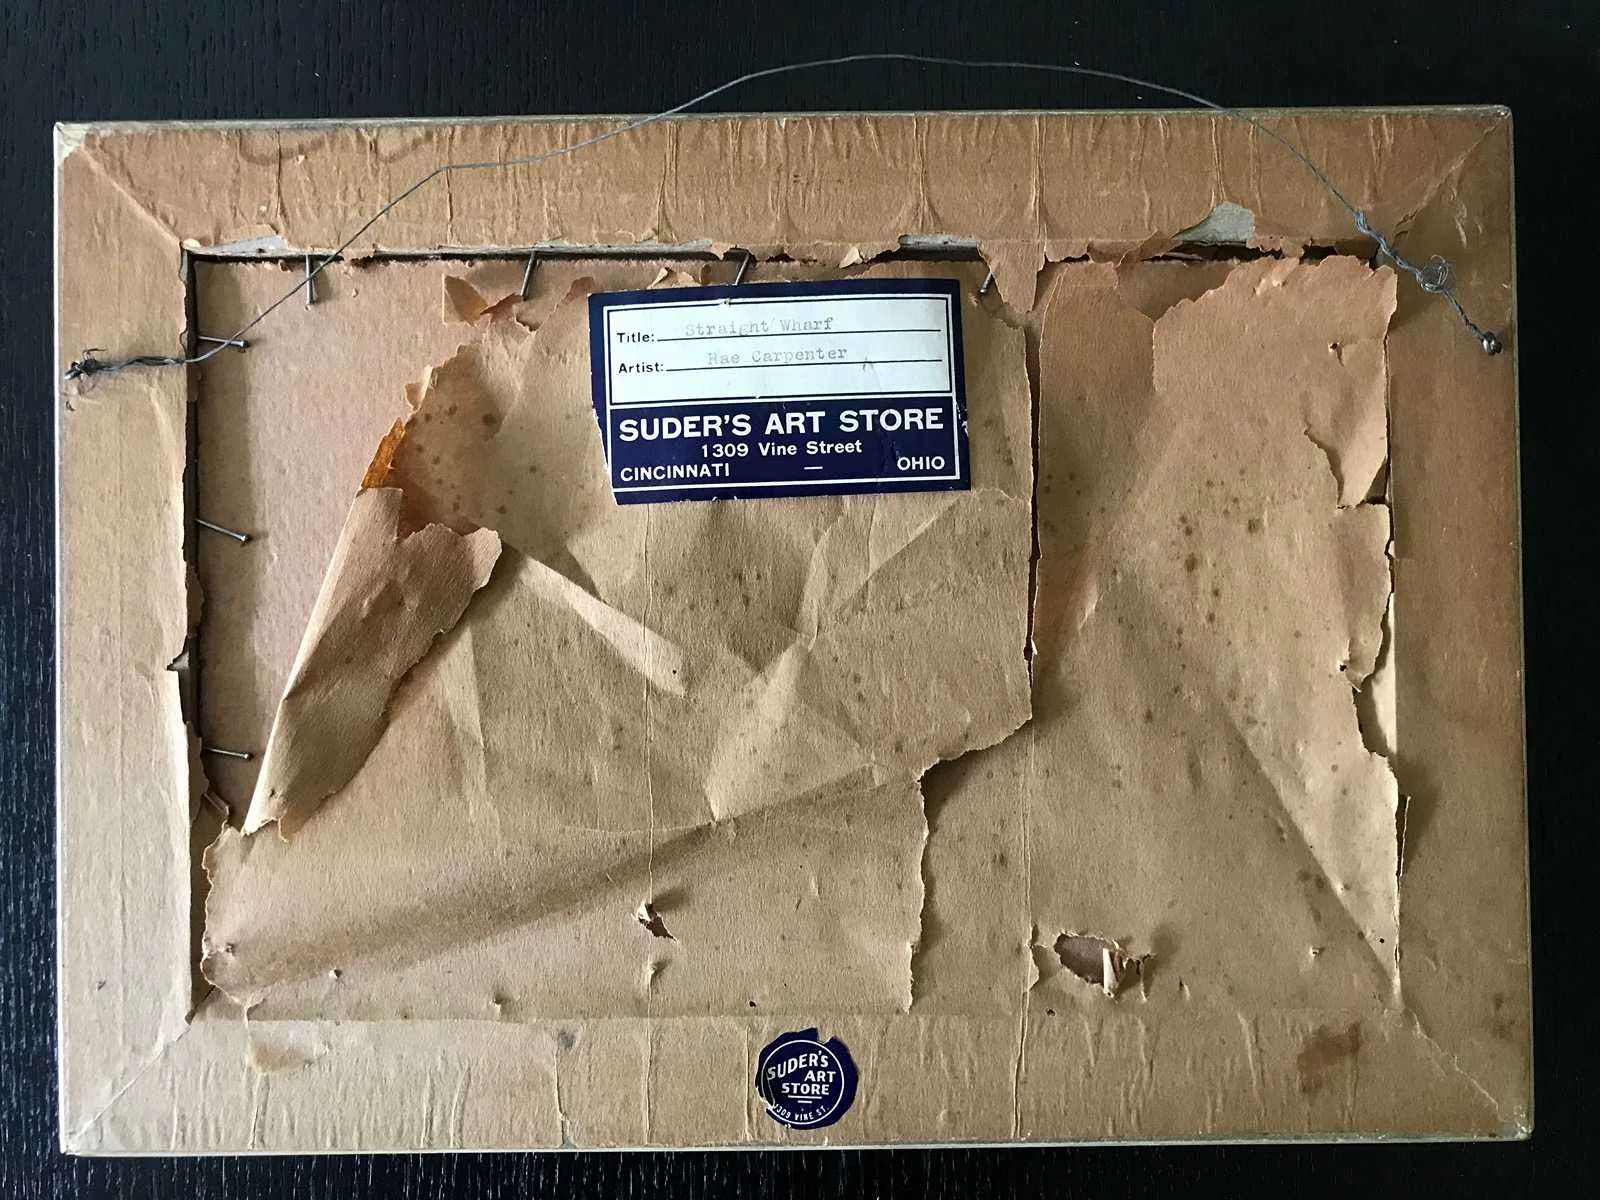 Title: Straight Wharf
Artist: Rae Carpenter
SUDER'S ART STORE
1309 Vine Street
CINCINNATI — OHIO
SUDER'S
ART
STORE
1309 VINE ST.